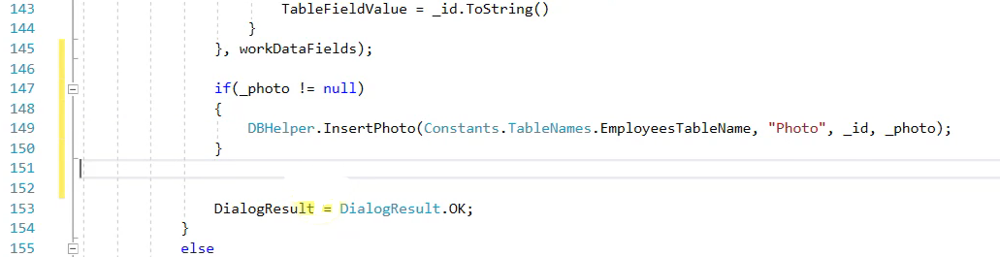 143 TableFieldValue = _id.ToString()
144 }
145 }, workDataFields);
146
147 if(_photo != null)
148 {
149 DBHelper.InsertPhoto(Constants.TableNames.EmployeesTableName, "Photo", _id, _photo);
150 }
151
152
153 DialogResult = DialogResult.OK;
154 }
155 else